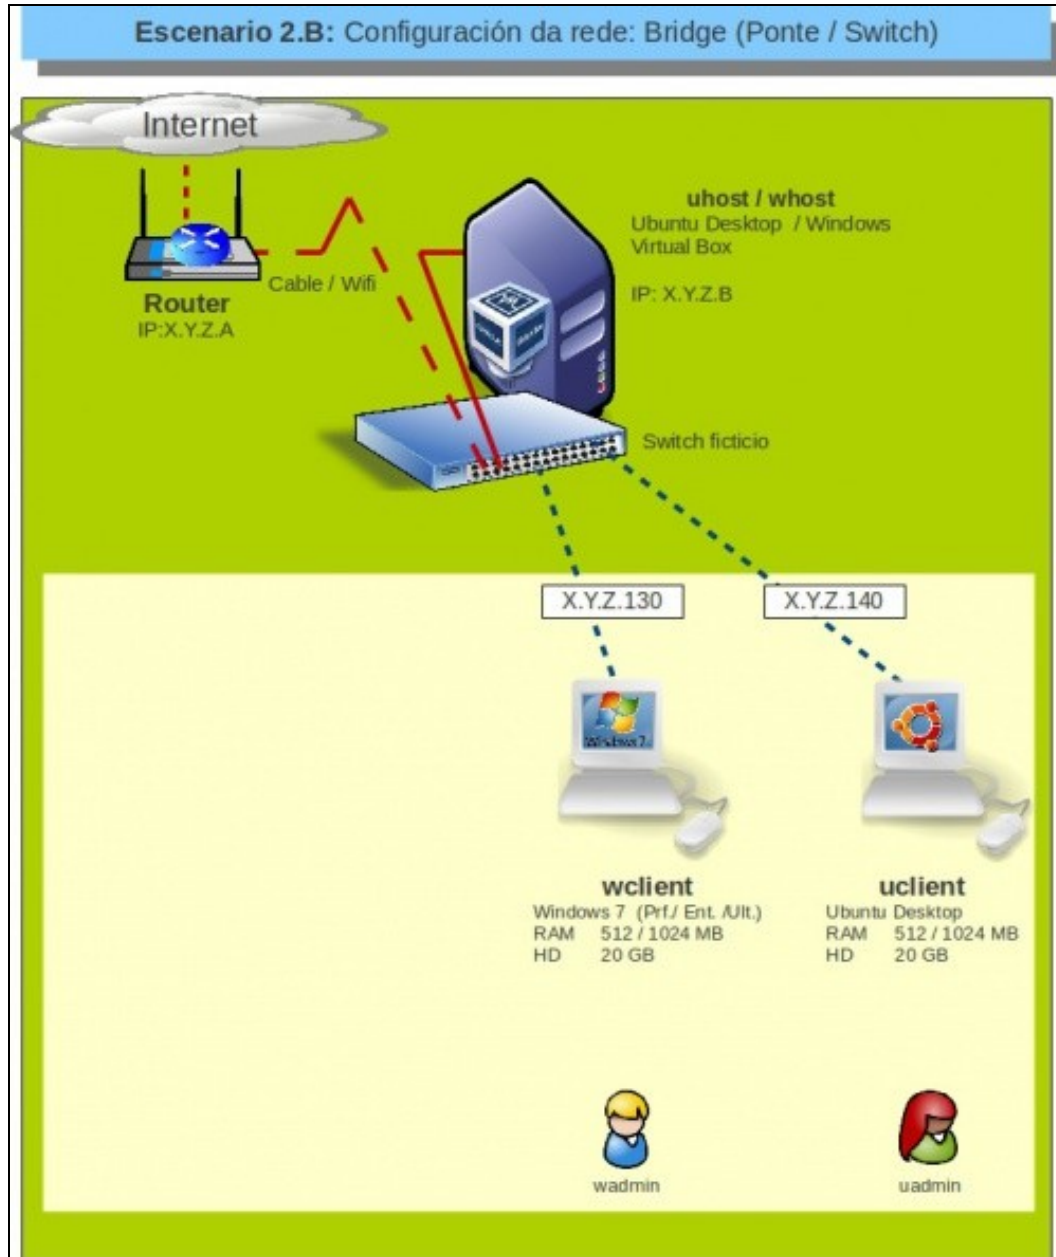 Escenario 2.B: Configuración da rede: Bridge (Ponte / Switch)
Internet
uhost / whost
Ubuntu Desktop / Windows
Virtual Box
IP: X.Y.Z.B
Cable / Wifi
Router
IP:X.Y.Z.A
Switch ficticio
X.Y.Z.130
X.Y.Z.140
Windows 7
wclient
Windows 7 (Prf./ Ent. /Ult.)
RAM 512 / 1024 MB
HD 20 GB
uclient
Ubuntu Desktop
RAM 512 / 1024 MB
HD 20 GB
wadmin
uadmin